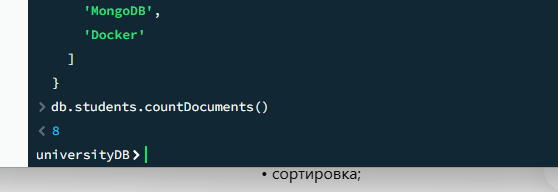 'MongoDB',
'Docker'
]
}
> db.students.countDocuments()
< 8
universityDB>
• сортировка;